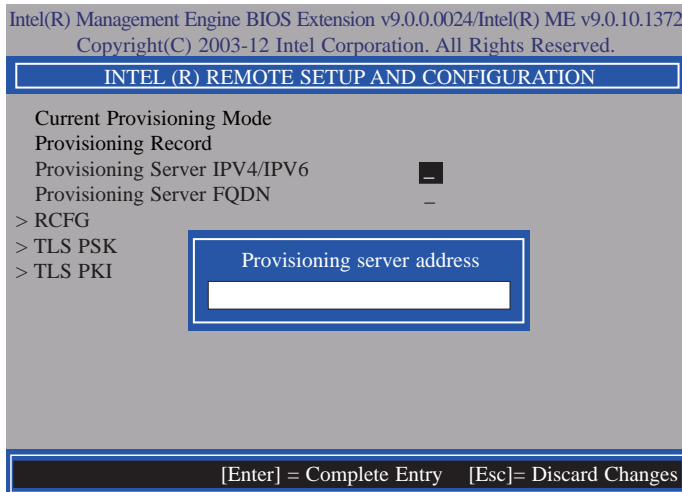 Intel(R) Management Engine BIOS Extension v9.0.0.0024/Intel(R) ME v9.0.10.1372
Copyright(C) 2003-12 Intel Corporation. All Rights Reserved.
INTEL (R) REMOTE SETUP AND CONFIGURATION
Current Provisioning Mode
Provisioning Record
Provisioning Server IPV4/IPV6 _
Provisioning Server FQDN _
> RCFG
> TLS PSK
> TLS PKI
Provisioning server address
[Enter] = Complete Entry [Esc]= Discard Changes